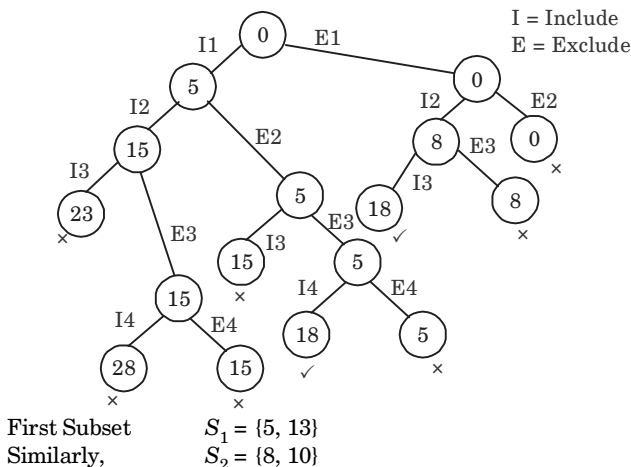 I = Include
E = Exclude
0
I1
E1
5
0
I2
E2
I2
E2
15
8
0
×
I3
E3
I3
E3
23
×
5
18
✓
8
×
I3
E3
15
×
5
15
I4
E4
I4
E4
28
×
15
×
18
✓
5
×
First Subset S1 = {5, 13}
Similarly, S2 = {8, 10}